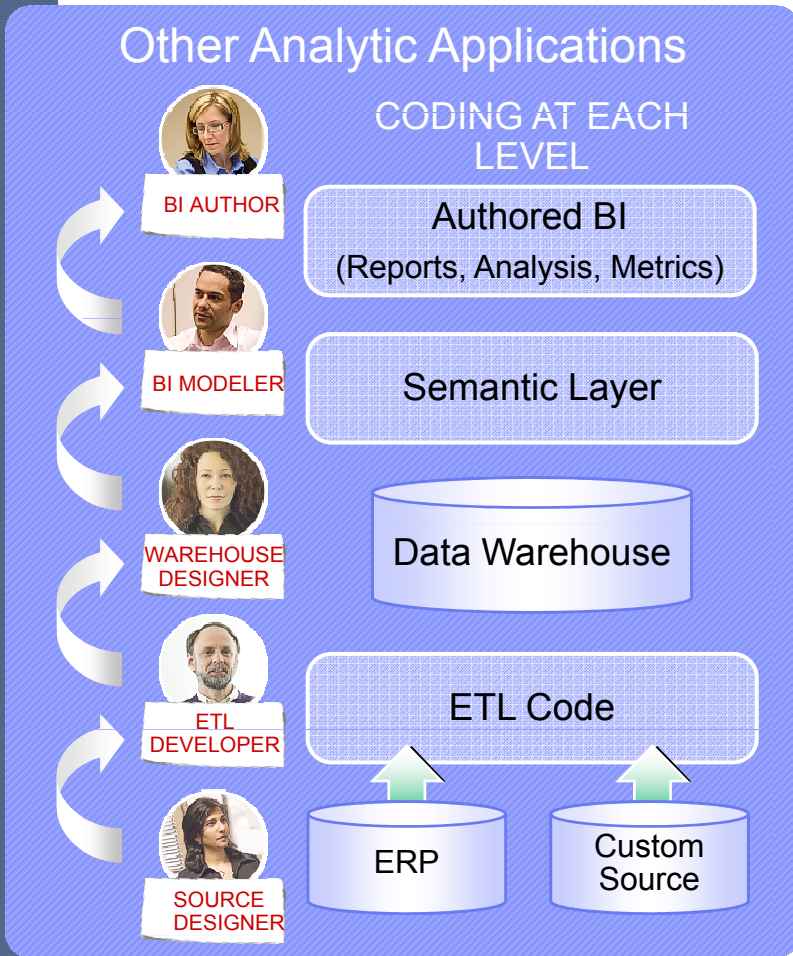 Other Analytic Applications
CODING AT EACH
LEVEL
BI AUTHOR
Authored BI
(Reports, Analysis, Metrics)
BI MODELER
Semantic Layer
WAREHOUSE
DESIGNER
Data Warehouse
ETL
DEVELOPER
ETL Code
SOURCE
DESIGNER
ERP
Custom
Source